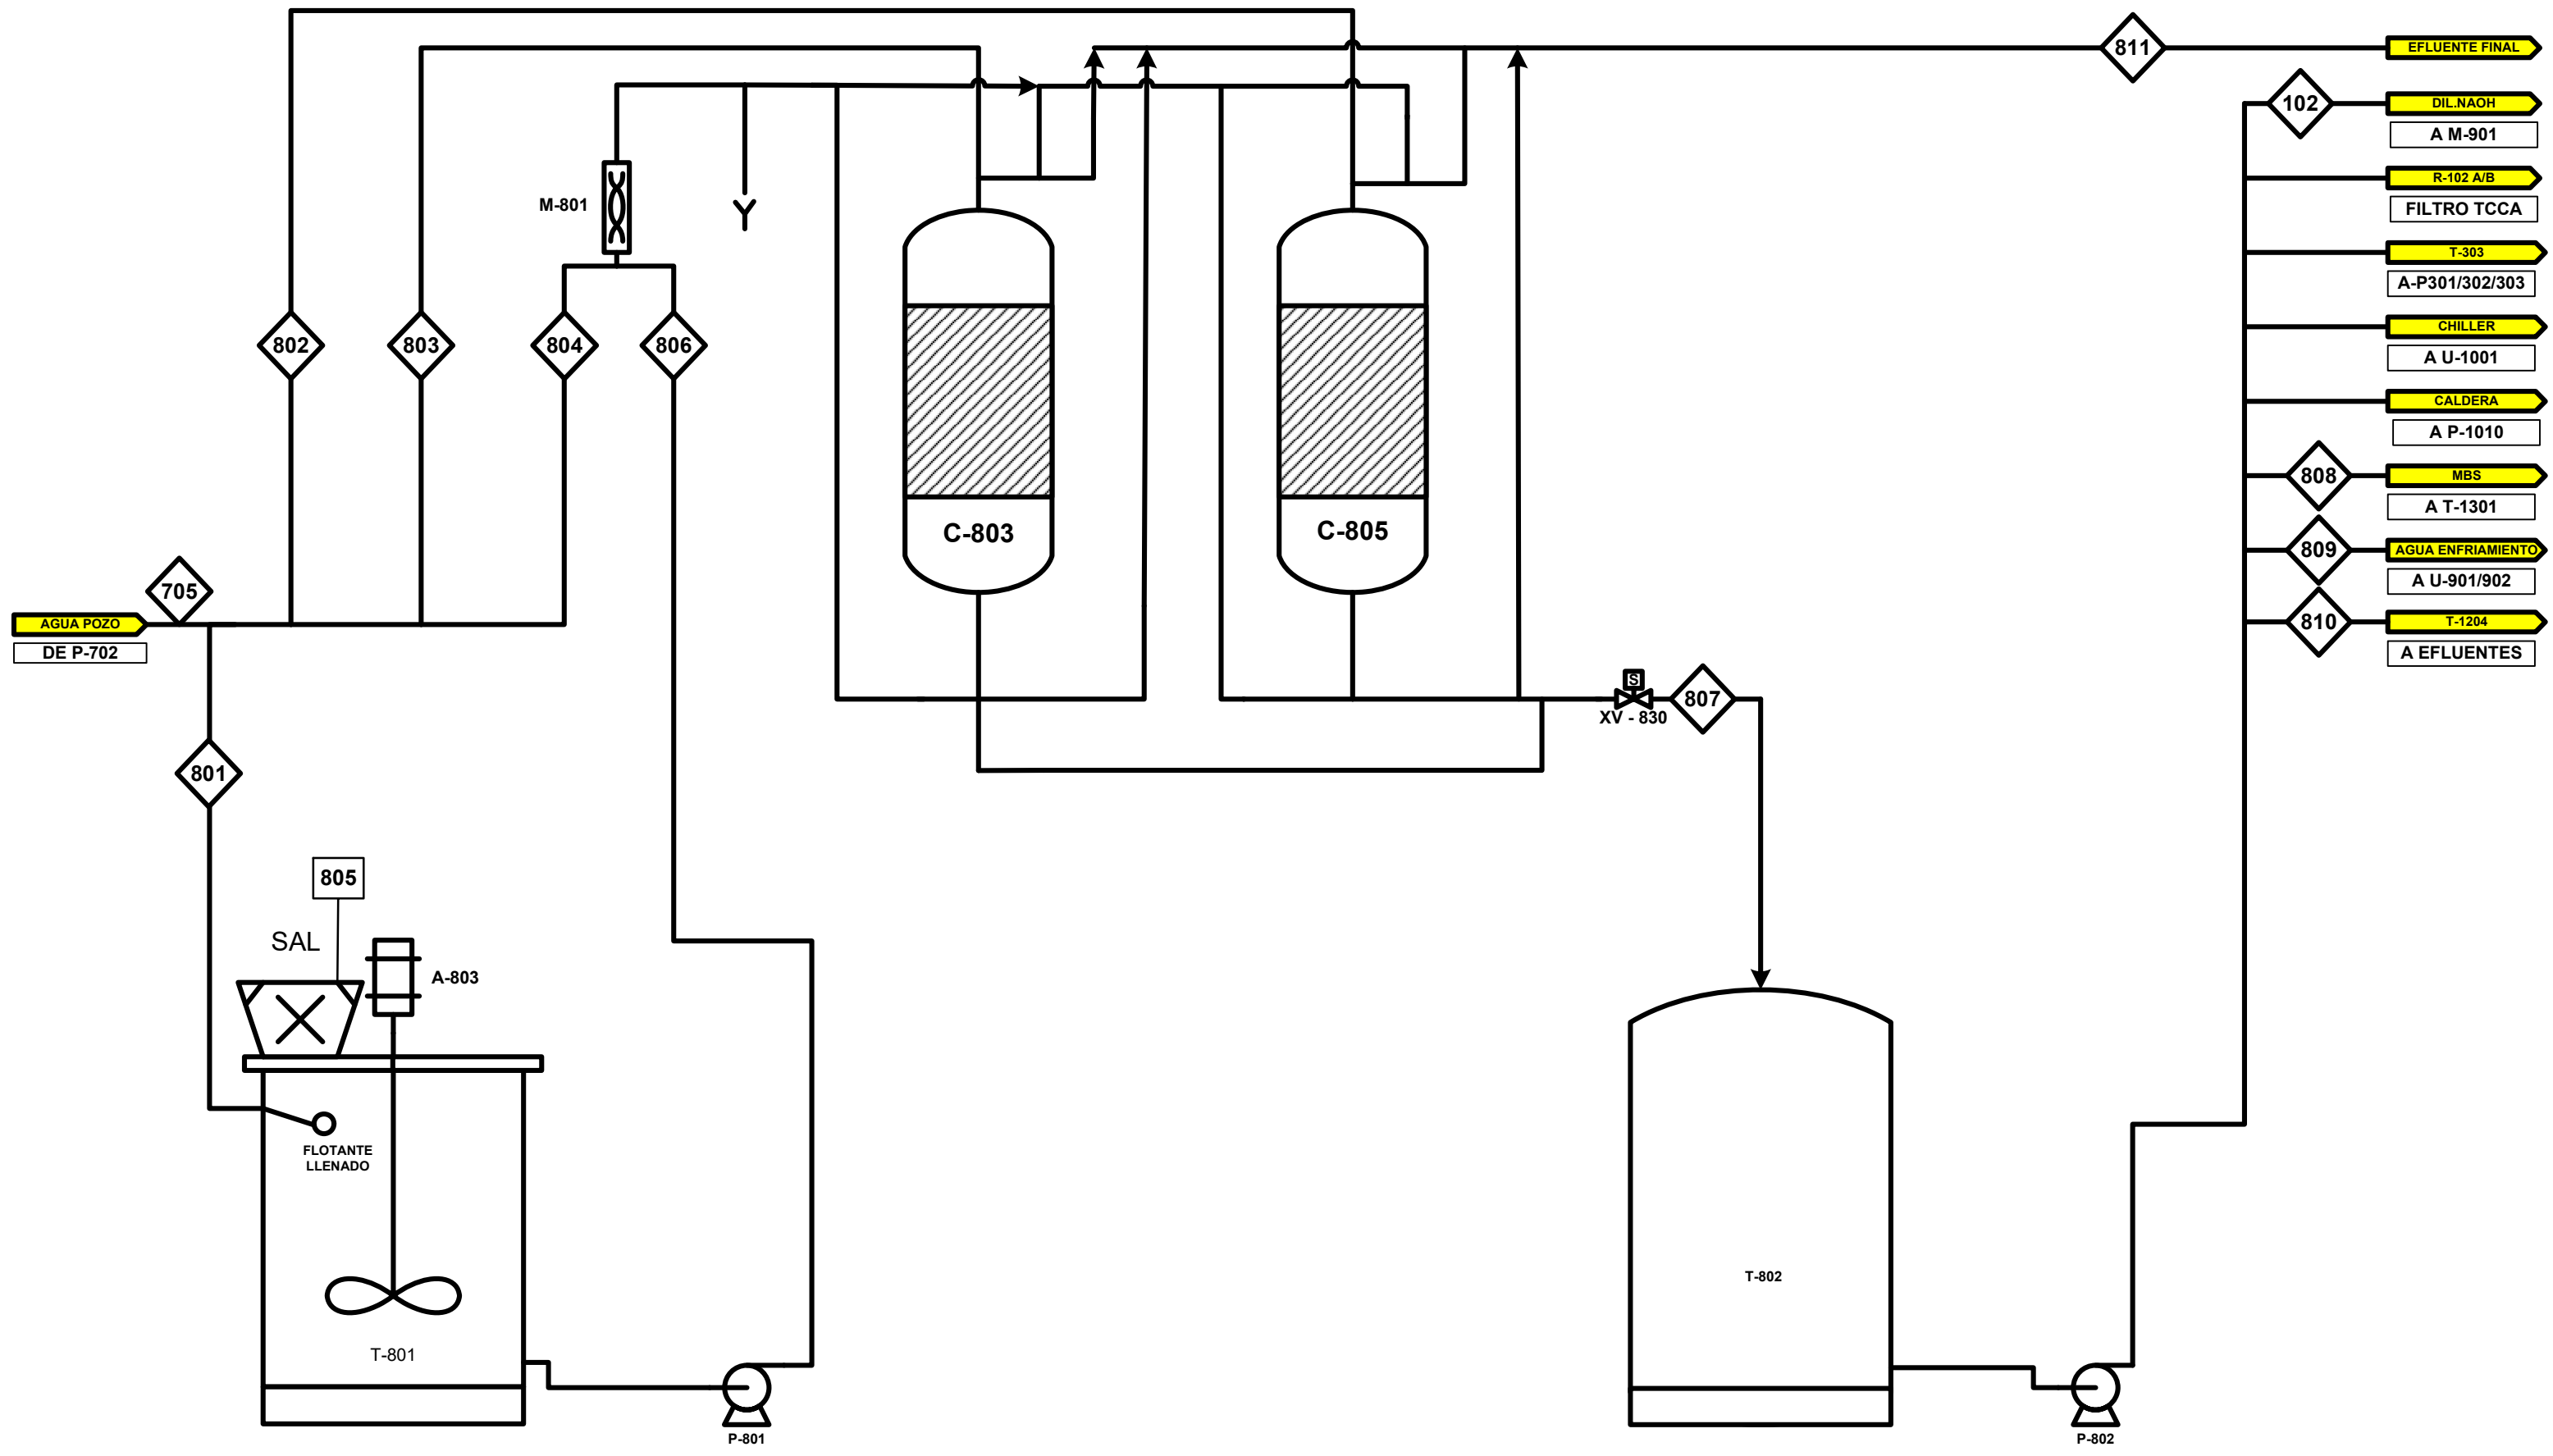 811
EFLUENTE FINAL
102
DIL.NAOH
A M-901
R-102 A/B
FILTRO TCCA
M-801
T-303
A-P301/302/303
802
803
804
806
CHILLER
A U-1001
CALDERA
A P-1010
808
MBS
A T-1301
C-803
C-805
809
AGUA ENFRIAMIENTO
A U-901/902
705
810
T-1204
A EFLUENTES
AGUA POZO
DE P-702
S
XV - 830
807
801
805
SAL
A-803
FLOTANTE
LLENADO
T-802
T-801
P-801
P-802